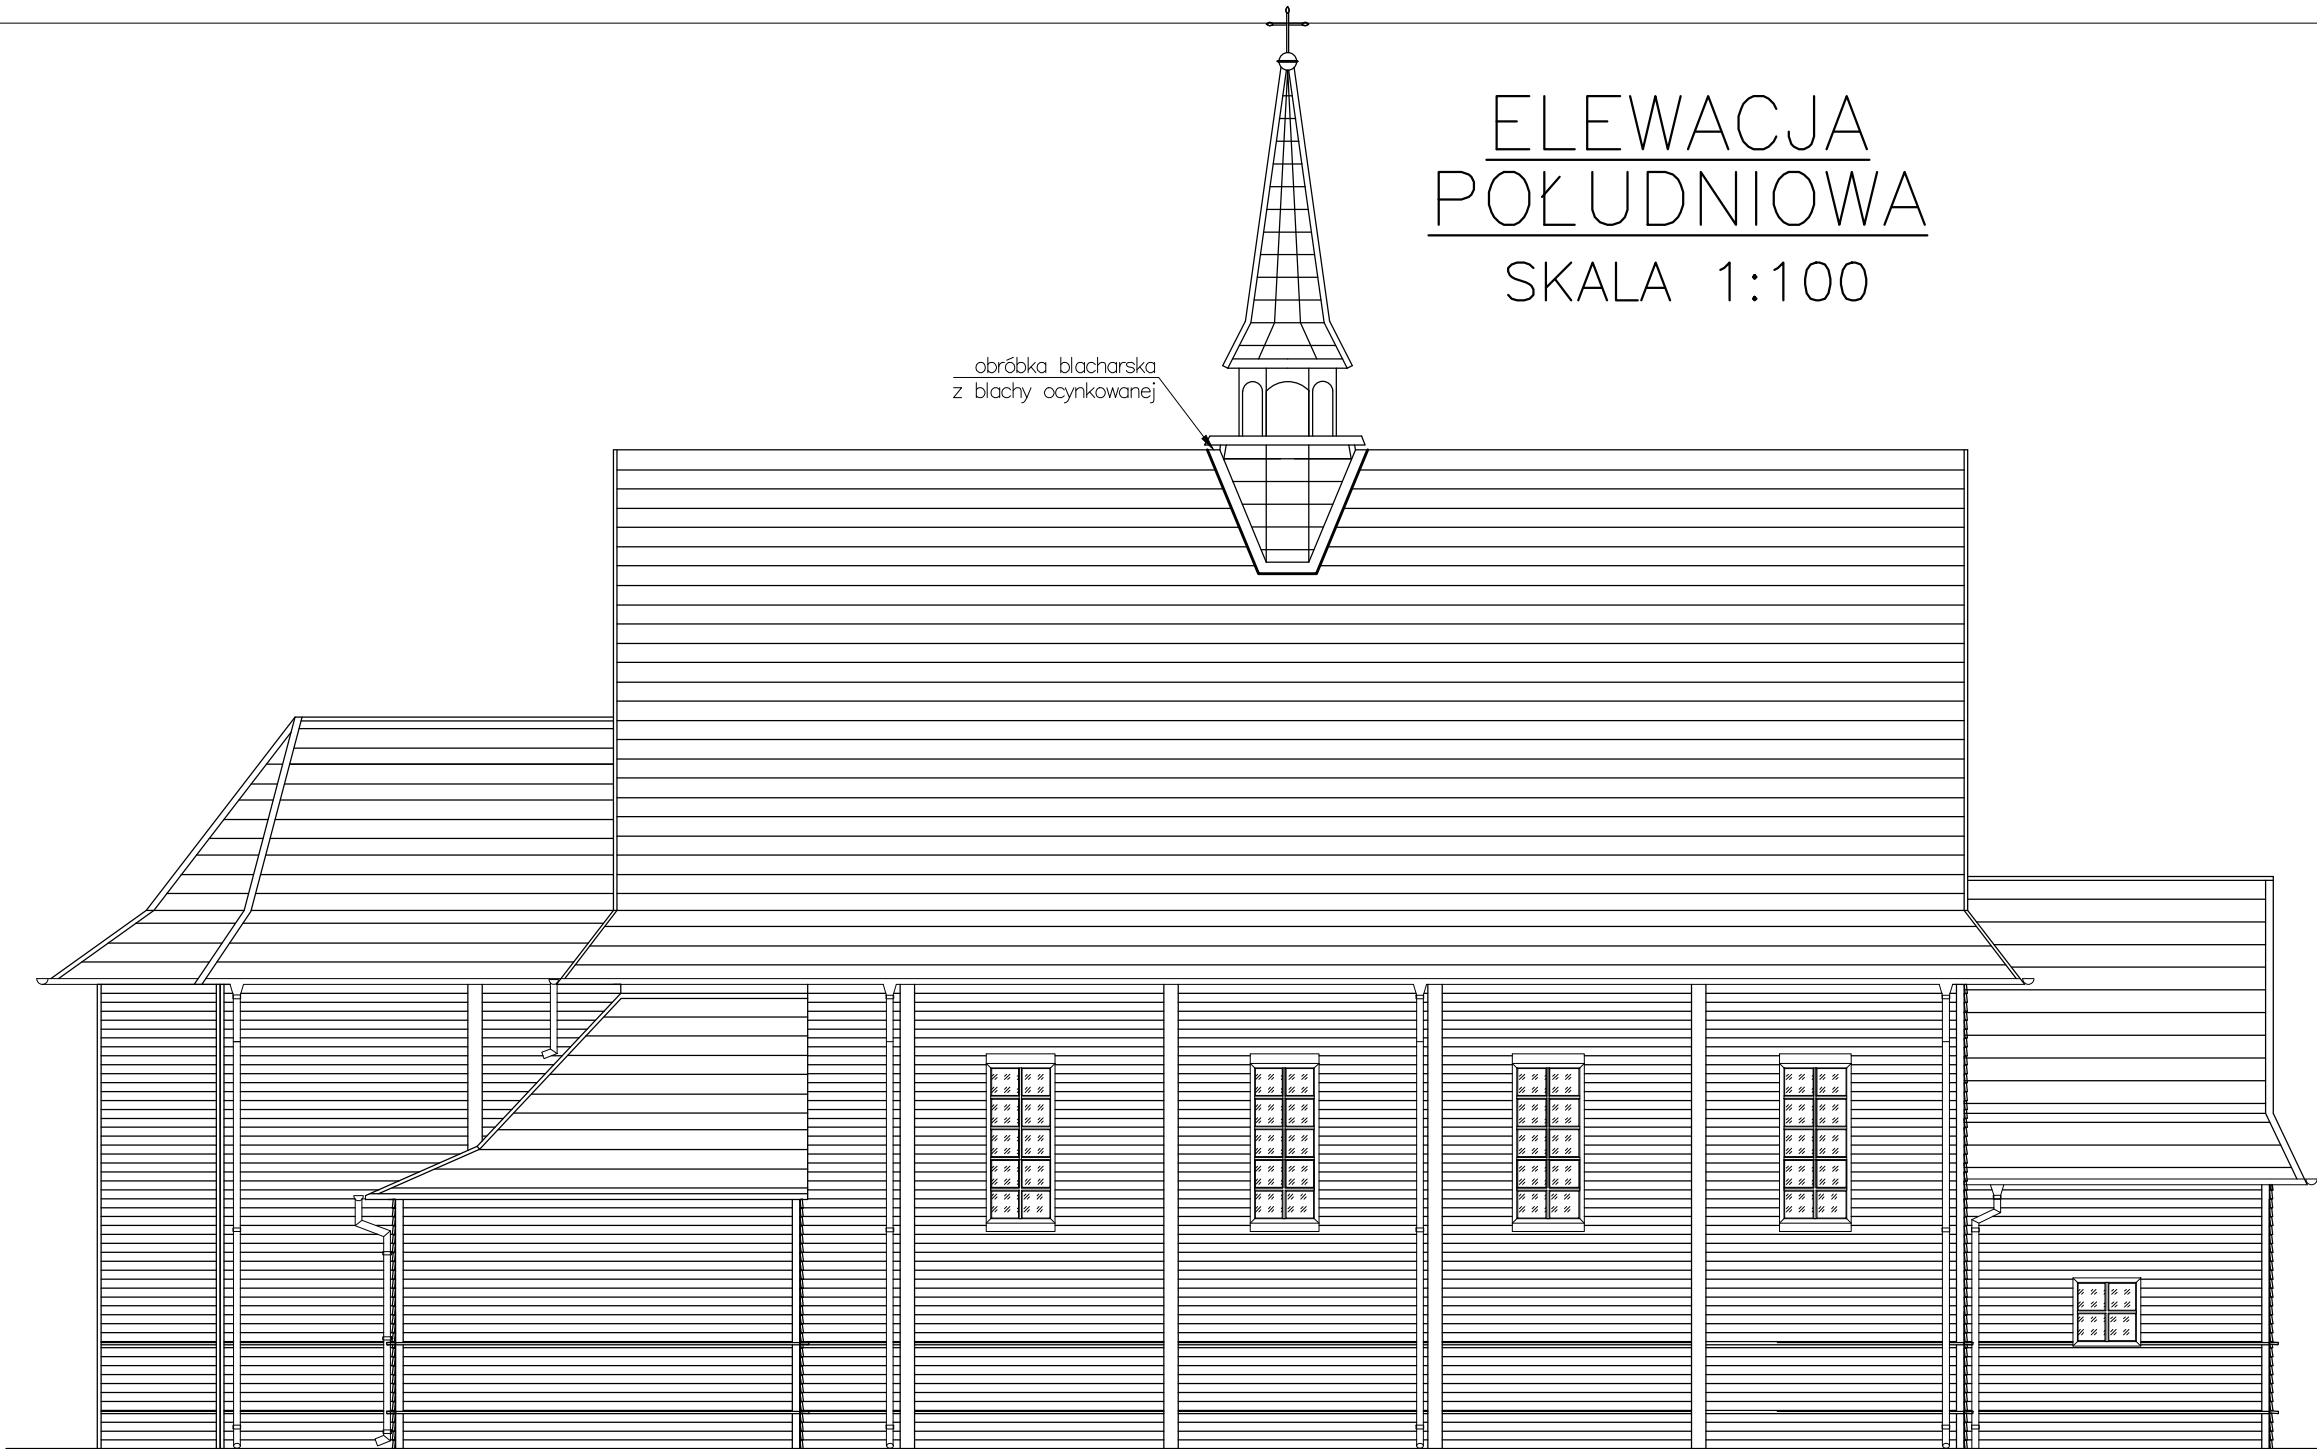 ELEWACJA
POŁUDNIOWA
SKALA 1:100
obróbka blacharska
z blachy ocynkowanej